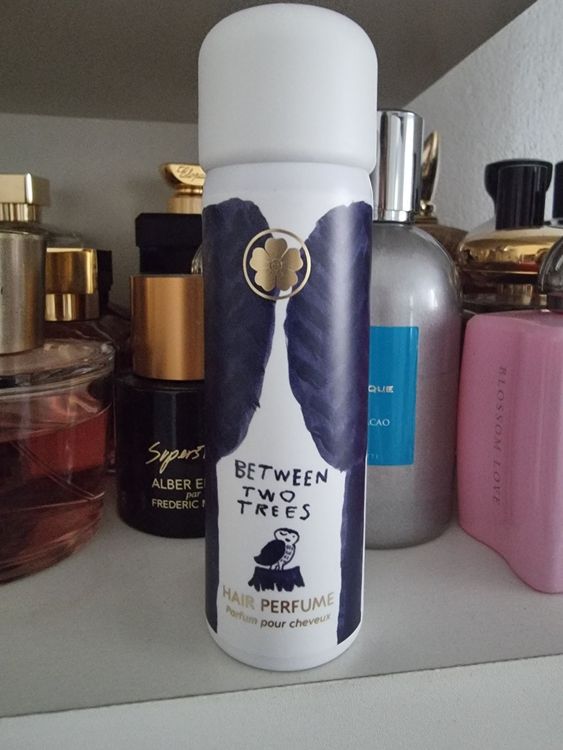 BETWEEN
TWO
TREES
HAIR PERFUME
Parfum pour cheveux
ALBER
par
FREDERIC
QUE
CAO
BLOSSOM LOVE